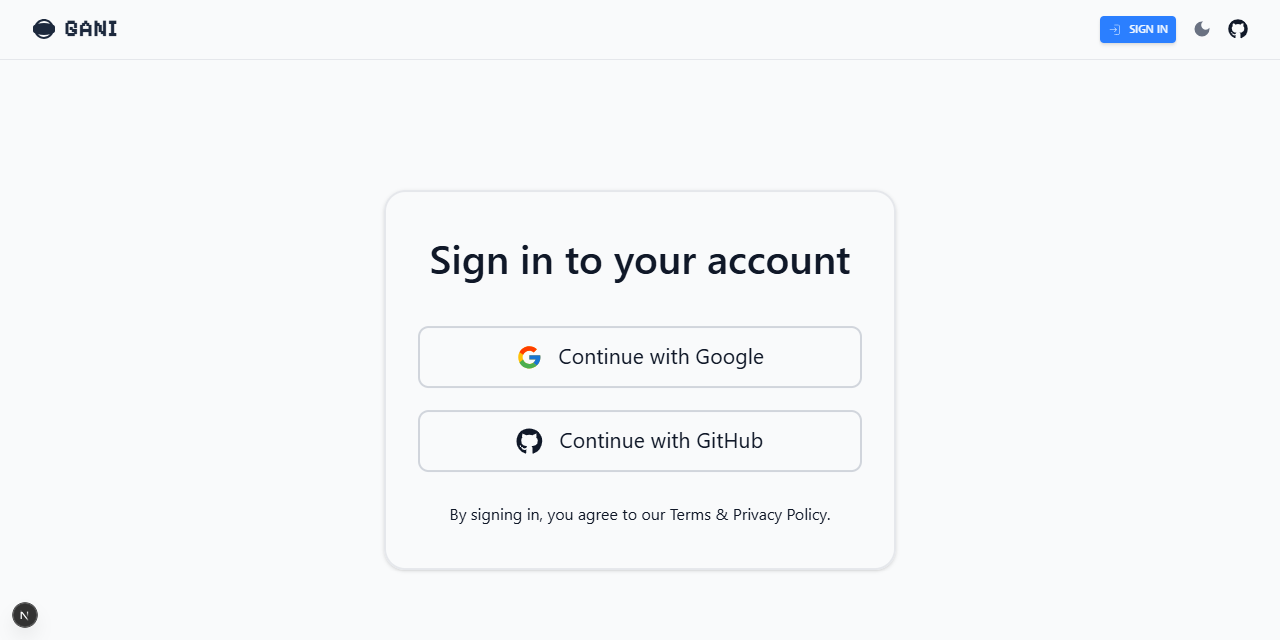 GANI
SIGN IN
Sign in to your account
Continue with Google
Continue with GitHub
By signing in, you agree to our Terms & Privacy Policy.
N